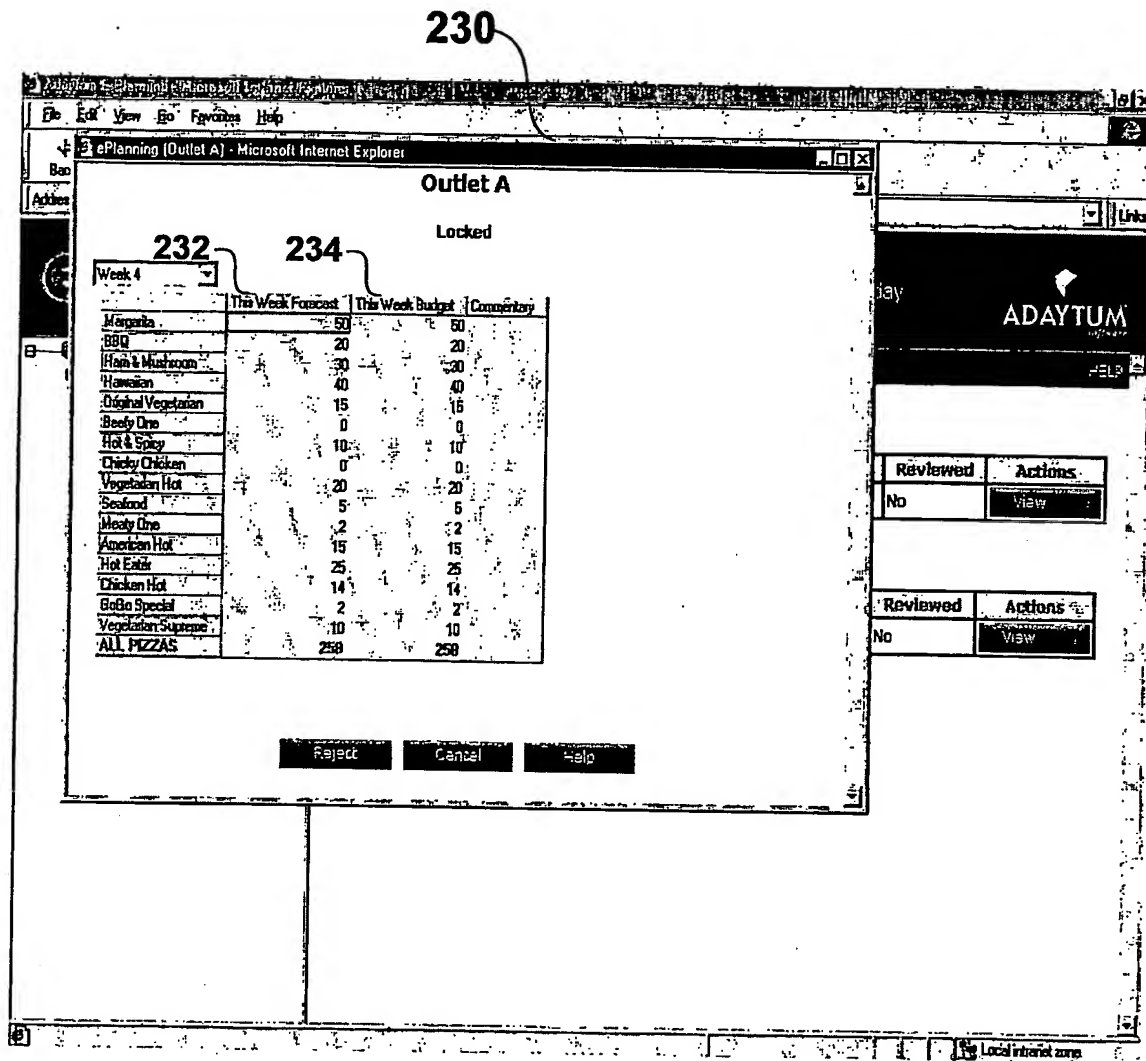 230
File Edit View Go Favorites Help
ePlanning (Outlet A) - Microsoft Internet Explorer
Outlet A
Locked
Links
232 234
Week 4
This Week Forecast This Week Budget Commentary
Margarita 50 50
BBQ 20 20
Ham & Mushroom 30 30
Hawaiian 40 40
Original Vegetarian 15 15
Beefy One 0 0
Hot & Spicy 10 10
Chicky Chicken 0 0
Vegetarian Hot 20 20
Seafood 5 5
Meaty One 2 2
American Hot 15 15
Hot Eater 25 25
Chicken Hot 14 14
GoGo Special 2 2
Vegetarian Supreme 10 10
ALL PIZZAS 258 258
ADAYTUM
software
HELP
Reviewed Actions
No View
Reviewed Actions
No View
Reject Cancel Help
Local intranet zone